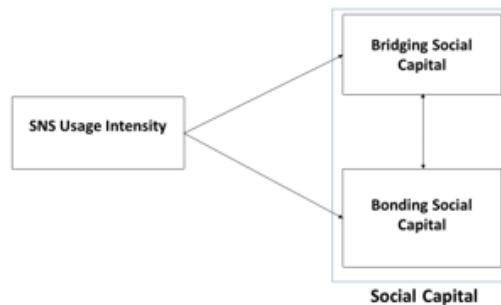 Bridging Social
Capital
SNS Usage Intensity
Bonding Social
Capital
Social Capital